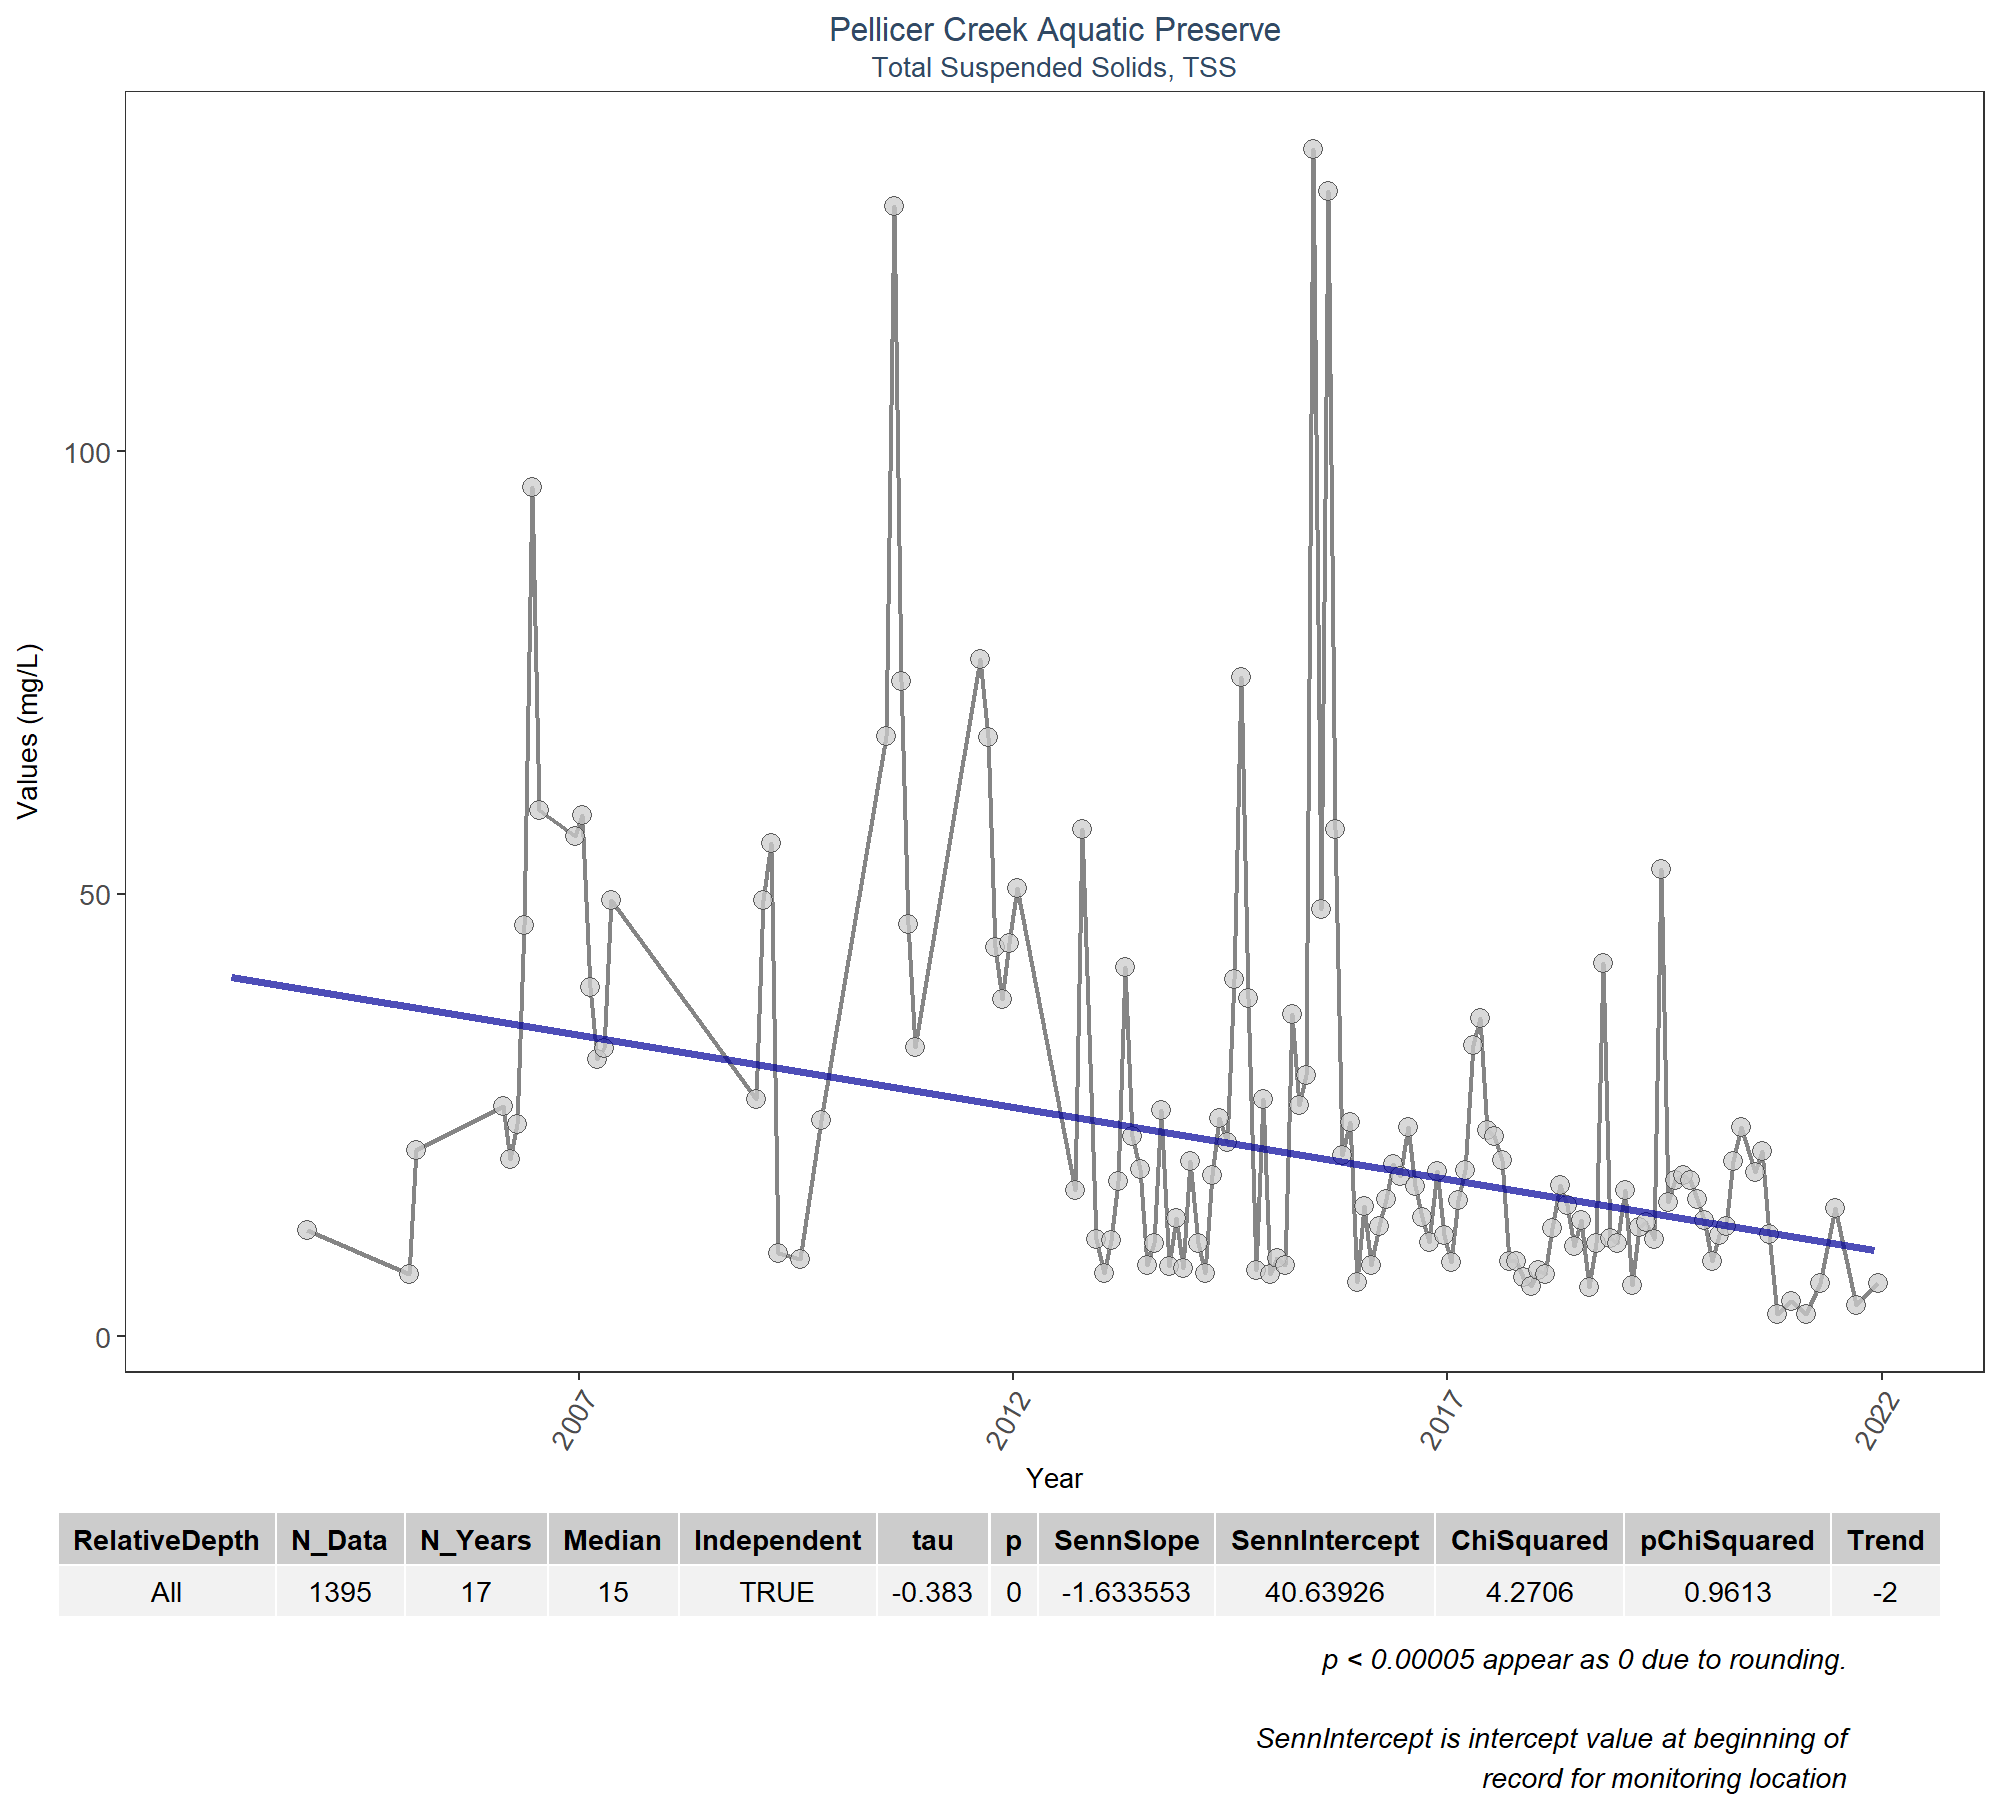 Pellicer Creek Aquatic Preserve
Total Suspended Solids, TSS
Values (mg/L)
100
50
0
2007
2012
2017
2022
Year
RelativeDepth N_Data N_Years Median Independent tau p SennSlope SennIntercept ChiSquared pChiSquared Trend
All 1395 17 15 TRUE -0.383 0 -1.633553 40.63926 4.2706 0.9613 -2
p < 0.00005 appear as 0 due to rounding.
SennIntercept is intercept value at beginning of
record for monitoring location